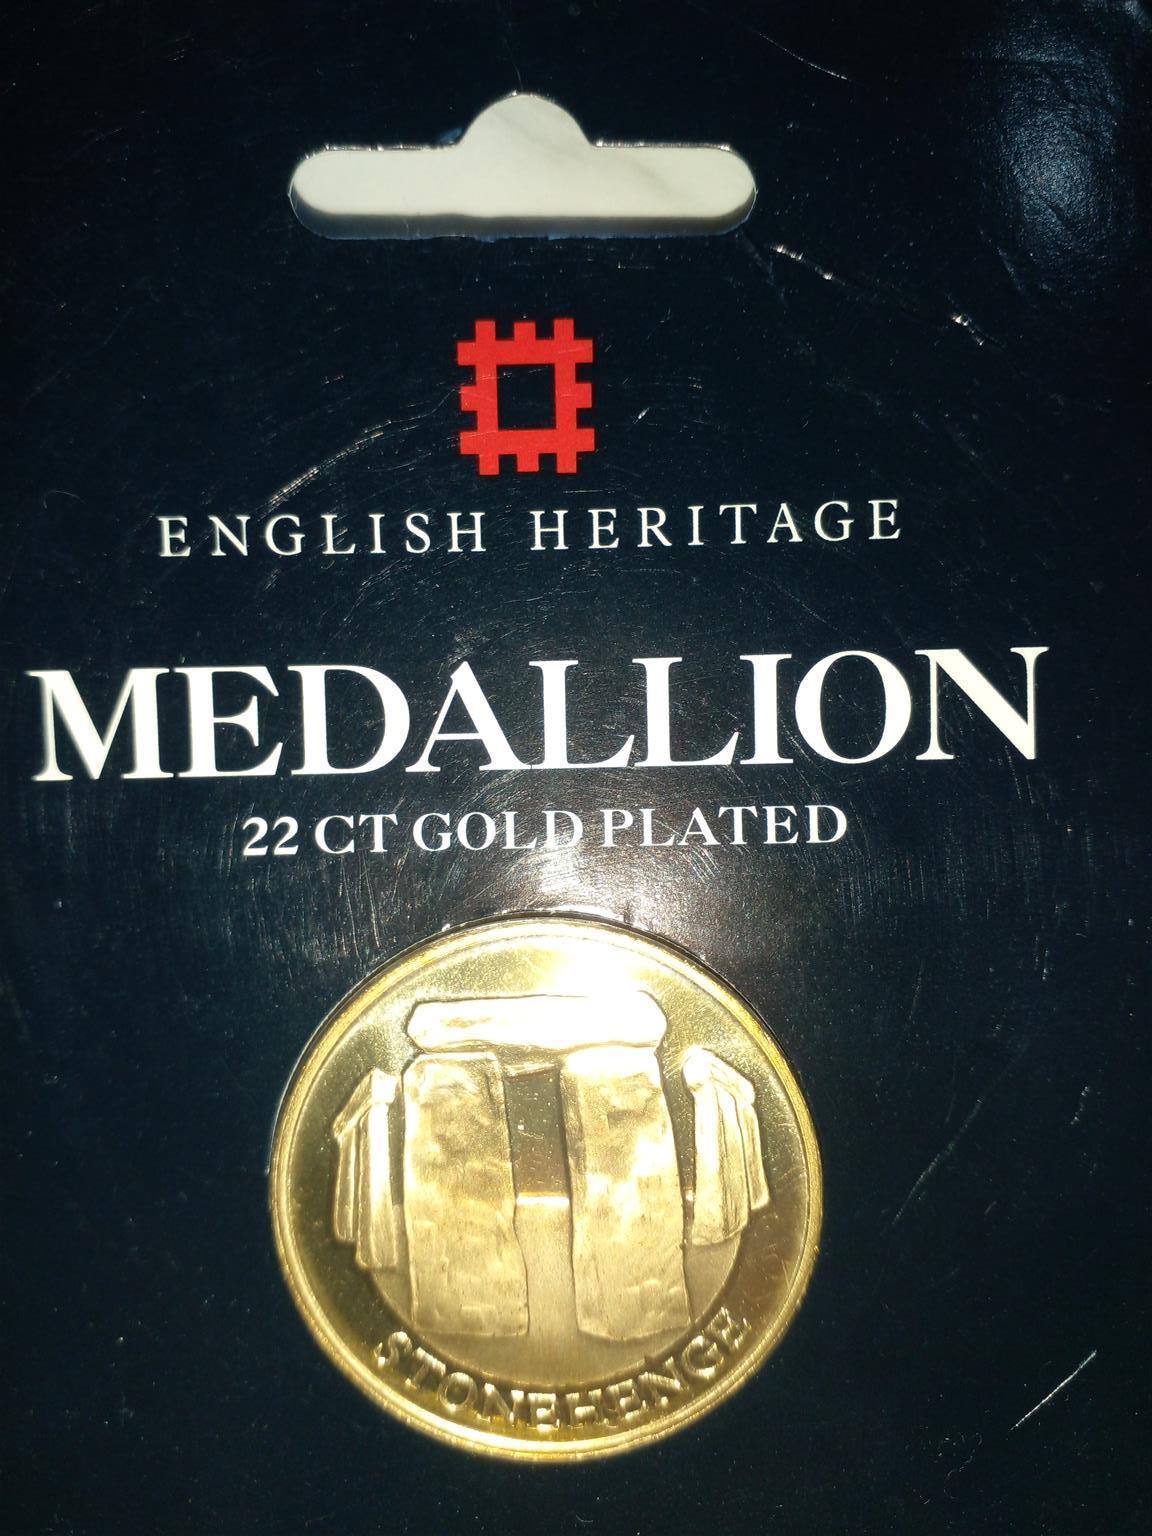 ENGLISH HERITAGE
MEDALLION
22 CT GOLD PLATED
STONEHENGE